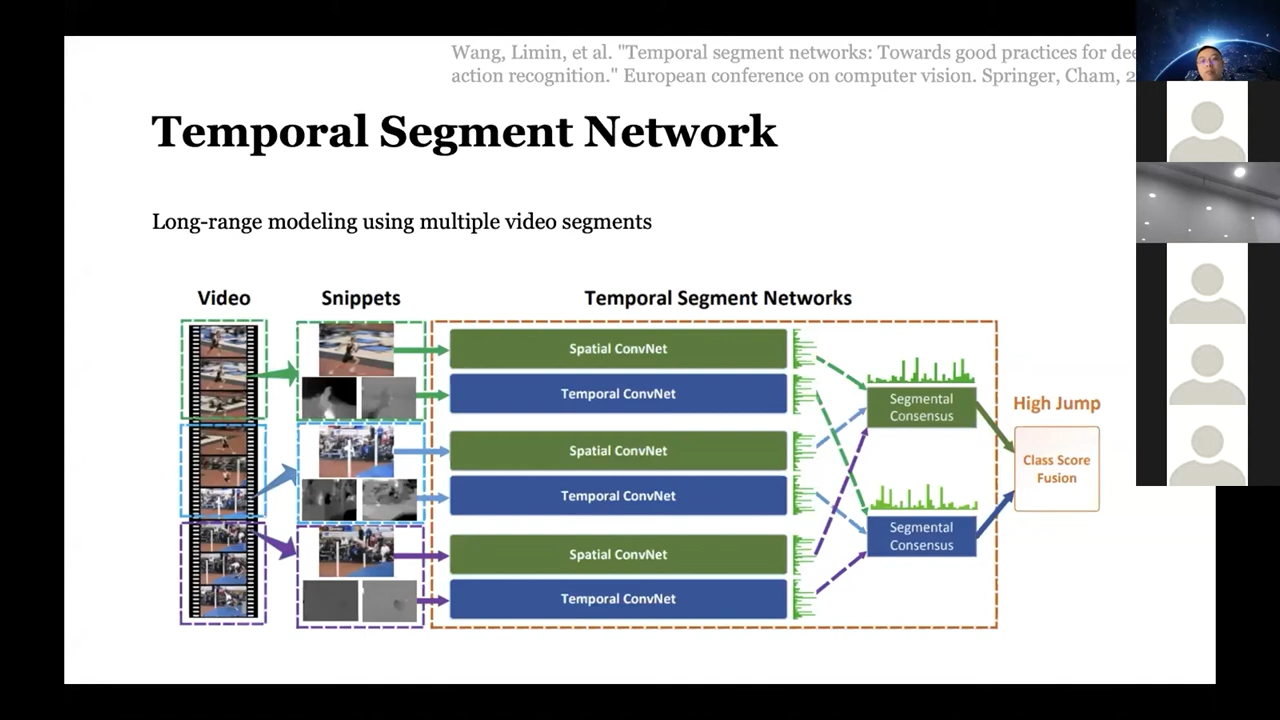 Wang, Limin, et al. "Temporal segment networks: Towards good practices for
action recognition." European conference on computer vision. Springer, Cham,
Temporal Segment Network
Long-range modeling using multiple video segments
Video
Snippets
Temporal Segment Networks
Spatial ConvNet
Temporal ConvNet
Spatial ConvNet
Temporal ConvNet
Spatial ConvNet
Temporal ConvNet
Segmental
Consensus
Segmental
Consensus
High Jump
Class Score
Fusion